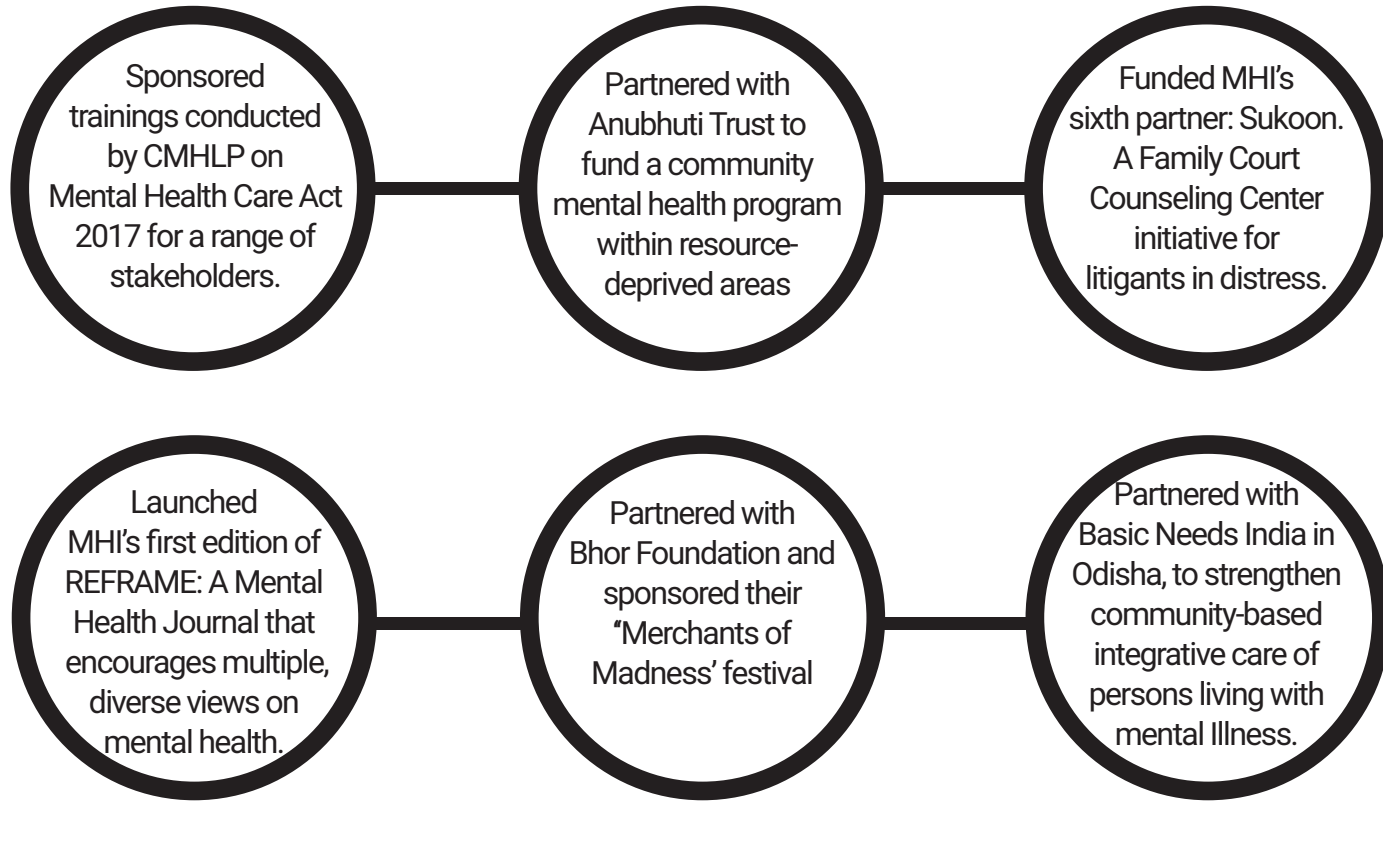 Sponsored
trainings conducted
by CMHLP on
Mental Health Care Act
2017 for a range of
stakeholders.
Partnered with
Anubhuti Trust to
fund a community
mental health program
within resource-
deprived areas
Funded MHI's
sixth partner: Sukoon.
A Family Court
Counseling Center
initiative for
litigants in distress.
Launched
MHI's first edition of
REFRAME: A Mental
Health Journal that
encourages multiple,
diverse views on
mental health.
Partnered with
Bhor Foundation and
sponsored their
“Merchants of
Madness’ festival
Partnered with
Basic Needs India in
Odisha, to strengthen
community-based
integrative care of
persons living with
mental Illness.